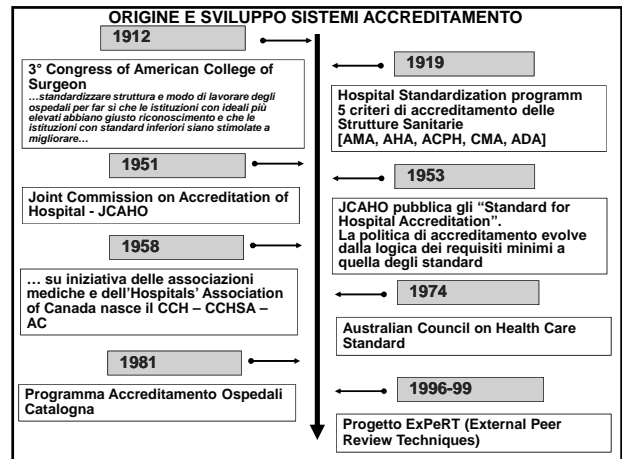 ORIGINE E SVILUPPO SISTEMI ACCREDITAMENTO
1912
3° Congress of American College of
Surgeon
…standardizzare struttura e modo di lavorare degli
ospedali per far sì che le istituzioni con ideali più
elevati abbiano giusto riconoscimento e che le
istituzioni con standard inferiori siano stimolate a
migliorare…
1919
Hospital Standardization programm
5 criteri di accreditamento delle
Strutture Sanitarie
[AMA, AHA, ACPH, CMA, ADA]
1951
Joint Commission on Accreditation of
Hospital - JCAHO
1953
JCAHO pubblica gli “Standard for
Hospital Accreditation”.
La politica di accreditamento evolve
dalla logica dei requisiti minimi a
quella degli standard
1958
… su iniziativa delle associazioni
mediche e dell’Hospitals’ Association
of Canada nasce il CCH – CCHSA –
AC
1974
Australian Council on Health Care
Standard
1981
Programma Accreditamento Ospedali
Catalogna
1996-99
Progetto ExPeRT (External Peer
Review Techniques)